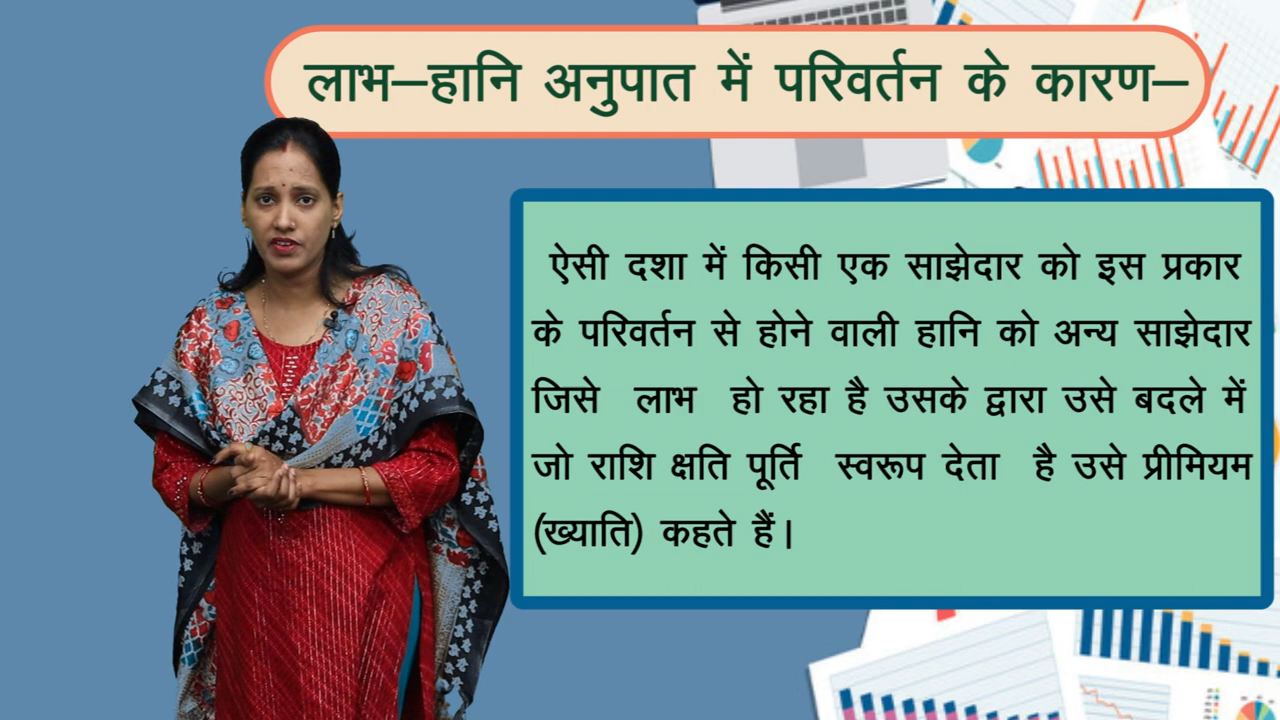 लाभ–हानि अनुपात में परिवर्तन के कारण–
ऐसी दशा में किसी एक साझेदार को इस प्रकार
के परिवर्तन से होने वाली हानि को अन्य साझेदार
जिसे लाभ हो रहा है उसके द्वारा उसे बदले में
जो राशि क्षति पूर्ति स्वरूप देता है उसे प्रीमियम
(ख्याति) कहते हैं।